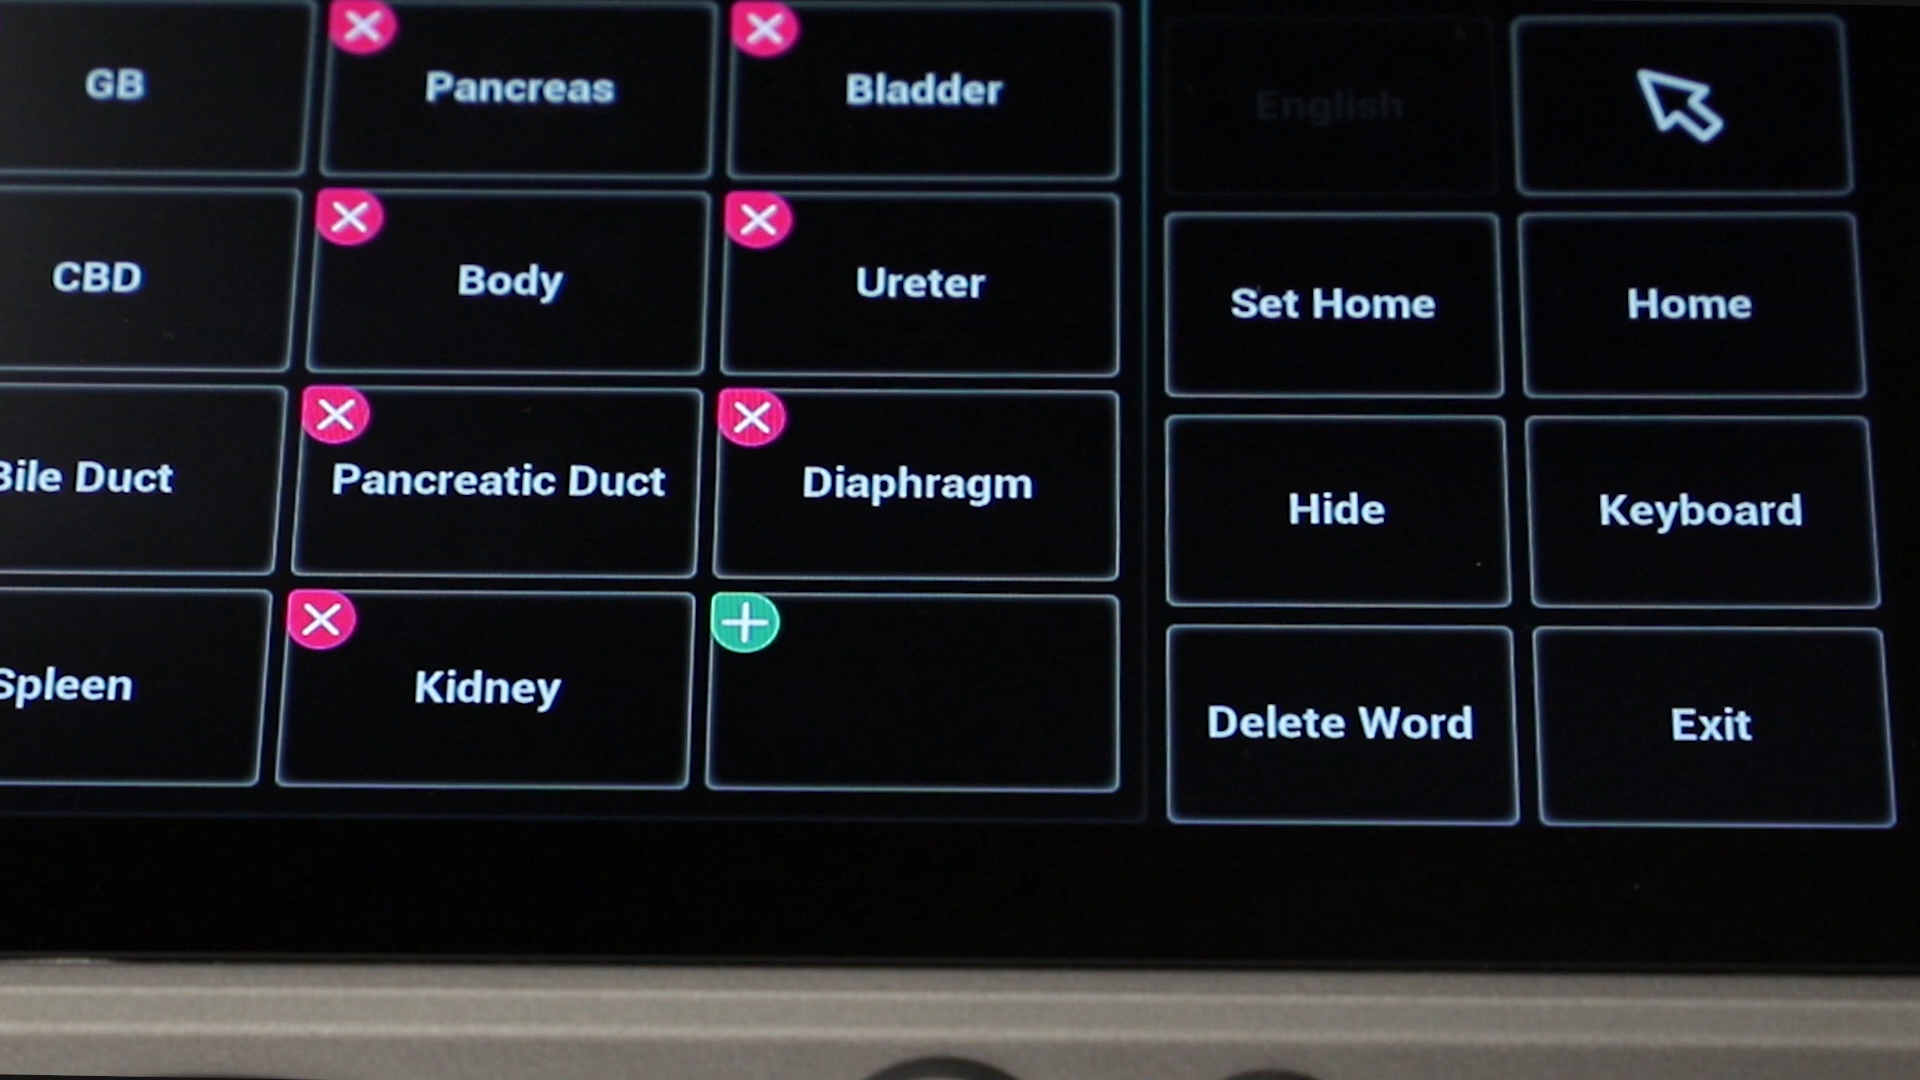 GB
Pancreas
Bladder
English
CBD
Body
Ureter
Set Home
Home
Bile Duct
Pancreatic Duct
Diaphragm
Hide
Keyboard
Spleen
Kidney
Delete Word
Exit